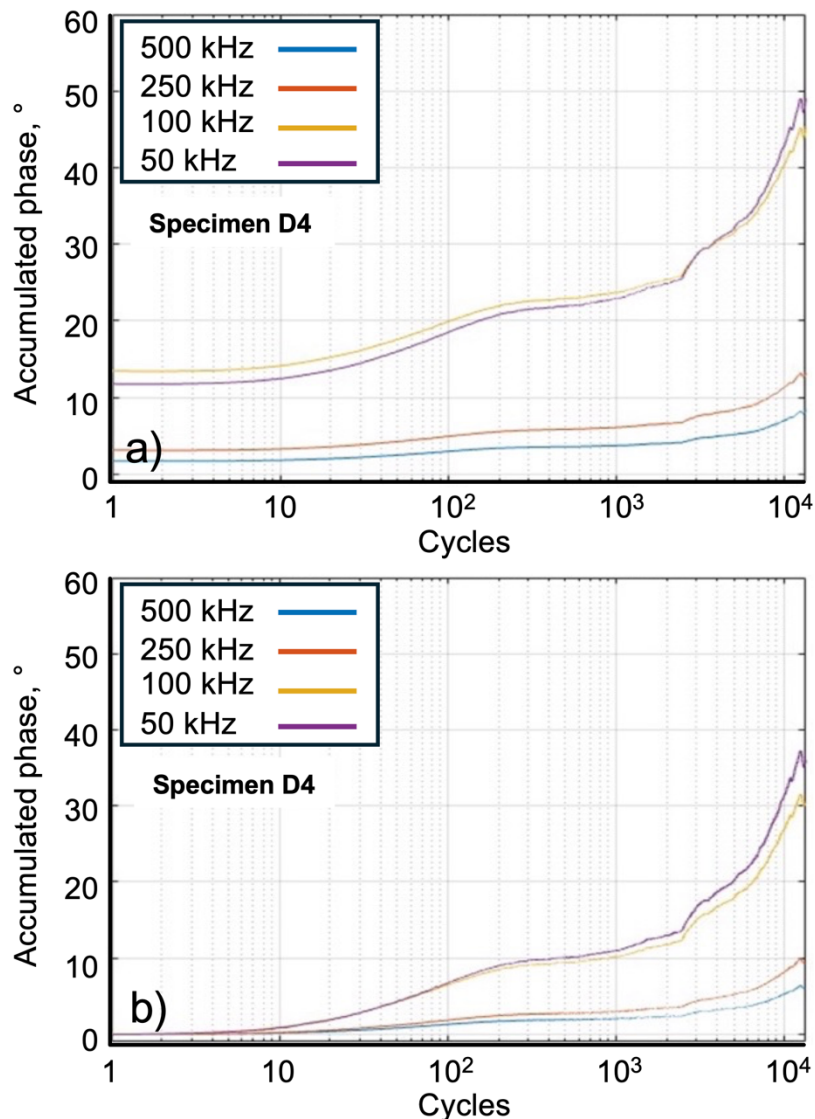 60
50
40
30
20
10
0
Accumulated phase, °
500 kHz
250 kHz
100 kHz
50 kHz
Specimen D4
a)
1 10 10² 10³ 10⁴
Cycles
60
50
40
30
20
10
0
Accumulated phase, °
500 kHz
250 kHz
100 kHz
50 kHz
Specimen D4
b)
1 10 10² 10³ 10⁴
Cycles